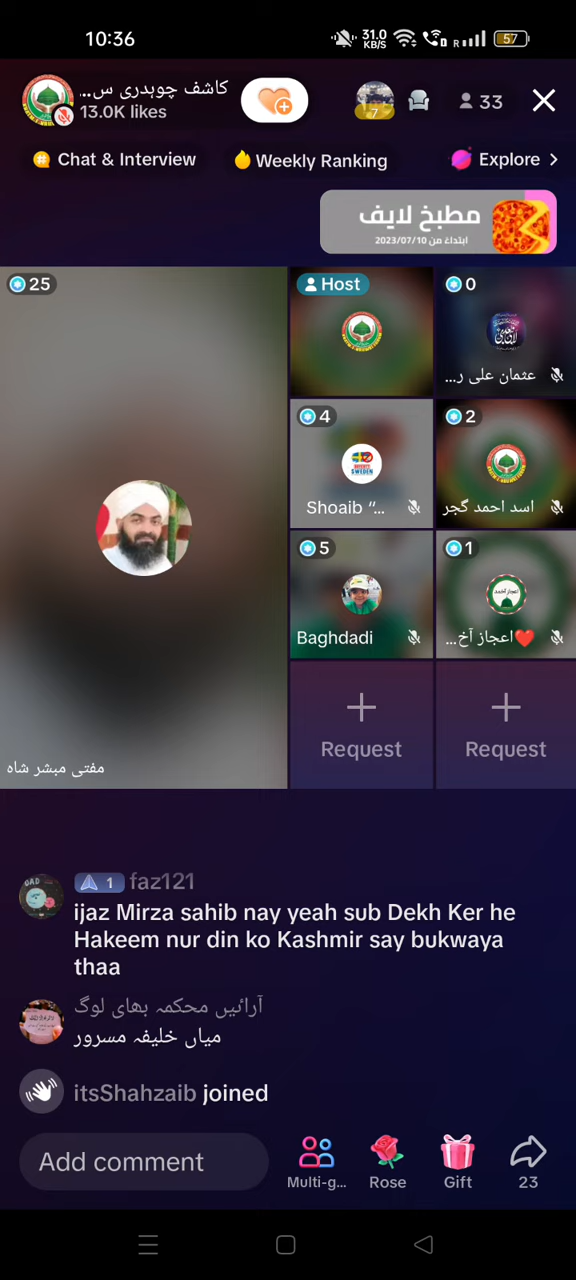 10:36
31.0
KB/S
R
57
کاشف چوہدری س...
13.0K likes
7
33
Chat & Interview
Weekly Ranking
Explore
مطبخ لايف
ابتداءً من 2023/07/10
25
Host
0
عثمان علی ر...
4
Shoaib “...
2
اسد احمد گجر
5
Baghdadi
1
اعجاز آخ...
Request
Request
مفتی مبشر شاہ
1 faz121
ijaz Mirza sahib nay yeah sub Dekh Ker he
Hakeem nur din ko Kashmir say bukwaya
thaa
آرائیں محکمہ بھای لوگ
میاں خلیفہ مسرور
itsShahzaib joined
Add comment
Multi-g...
Rose
Gift
23